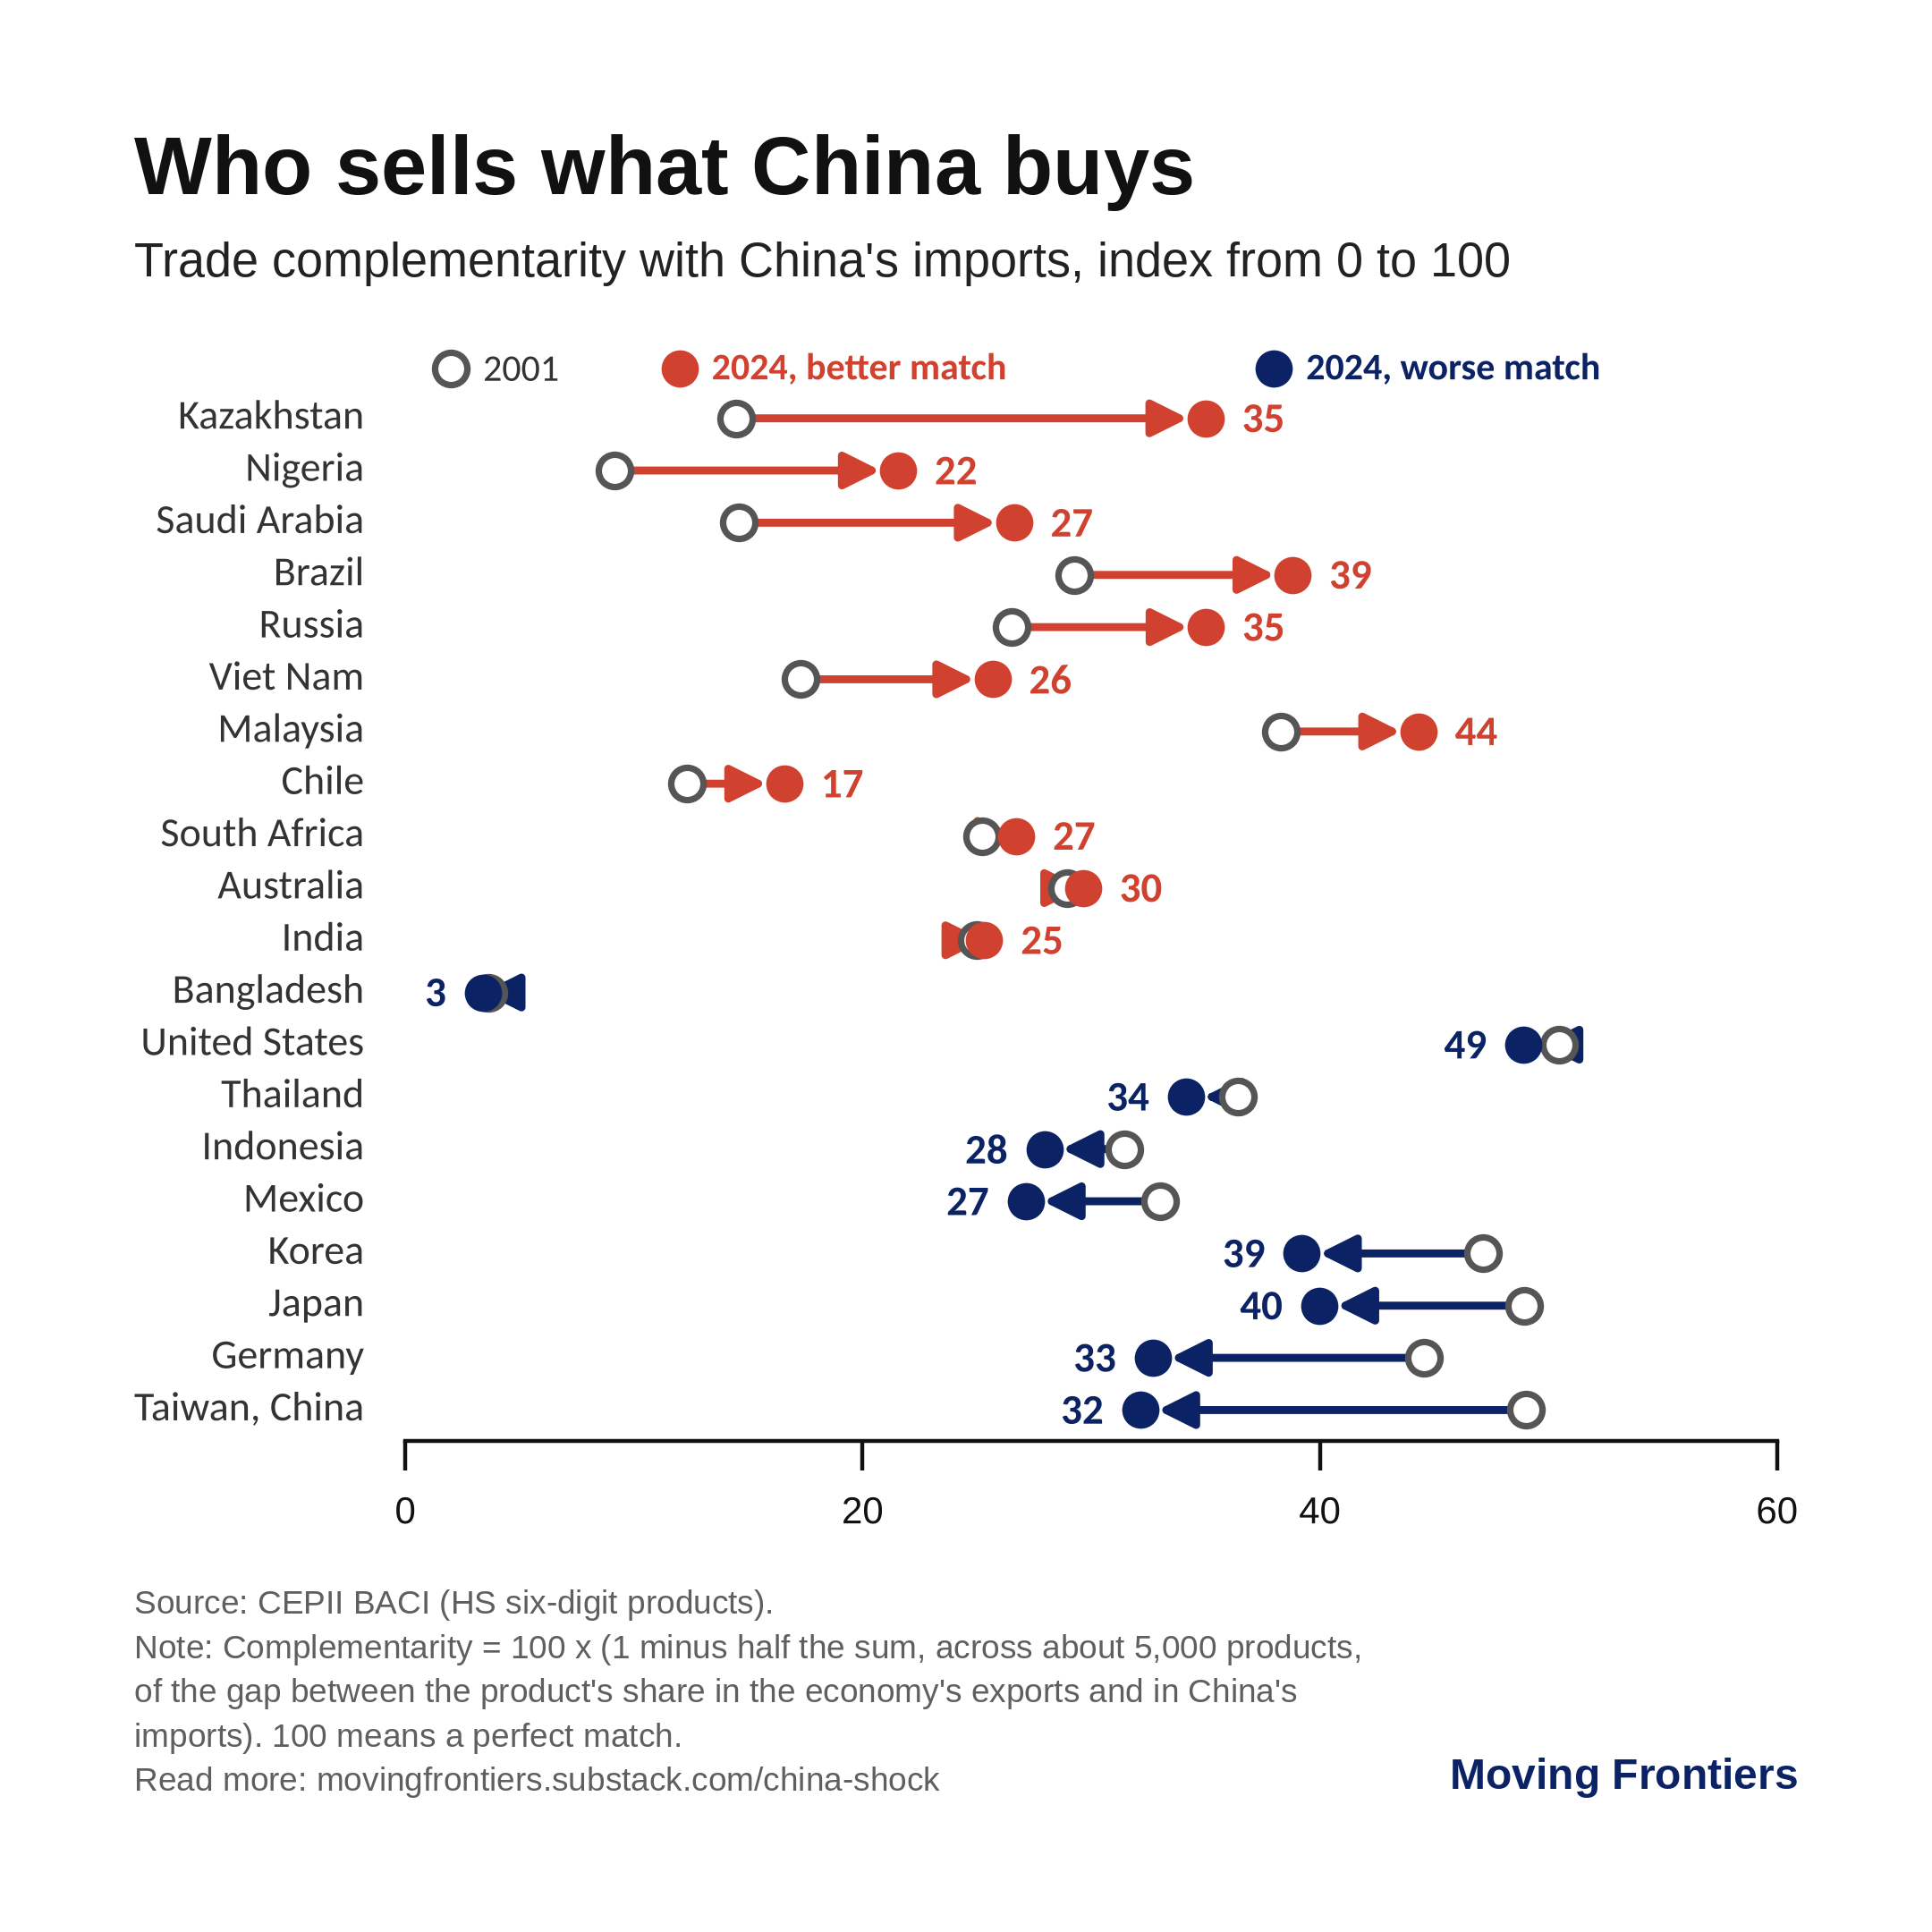 Who sells what China buys
Trade complementarity with China's imports, index from 0 to 100
2001 2024, better match 2024, worse match
Kazakhstan 35
Nigeria 22
Saudi Arabia 27
Brazil 39
Russia 35
Viet Nam 26
Malaysia 44
Chile 17
South Africa 27
Australia 30
India 25
Bangladesh 3
United States 49
Thailand 34
Indonesia 28
Mexico 27
Korea 39
Japan 40
Germany 33
Taiwan, China 32
0 20 40 60
Source: CEPII BACI (HS six-digit products).
Note: Complementarity = 100 x (1 minus half the sum, across about 5,000 products,
of the gap between the product's share in the economy's exports and in China's
imports). 100 means a perfect match.
Read more: movingfrontiers.substack.com/china-shock
Moving Frontiers